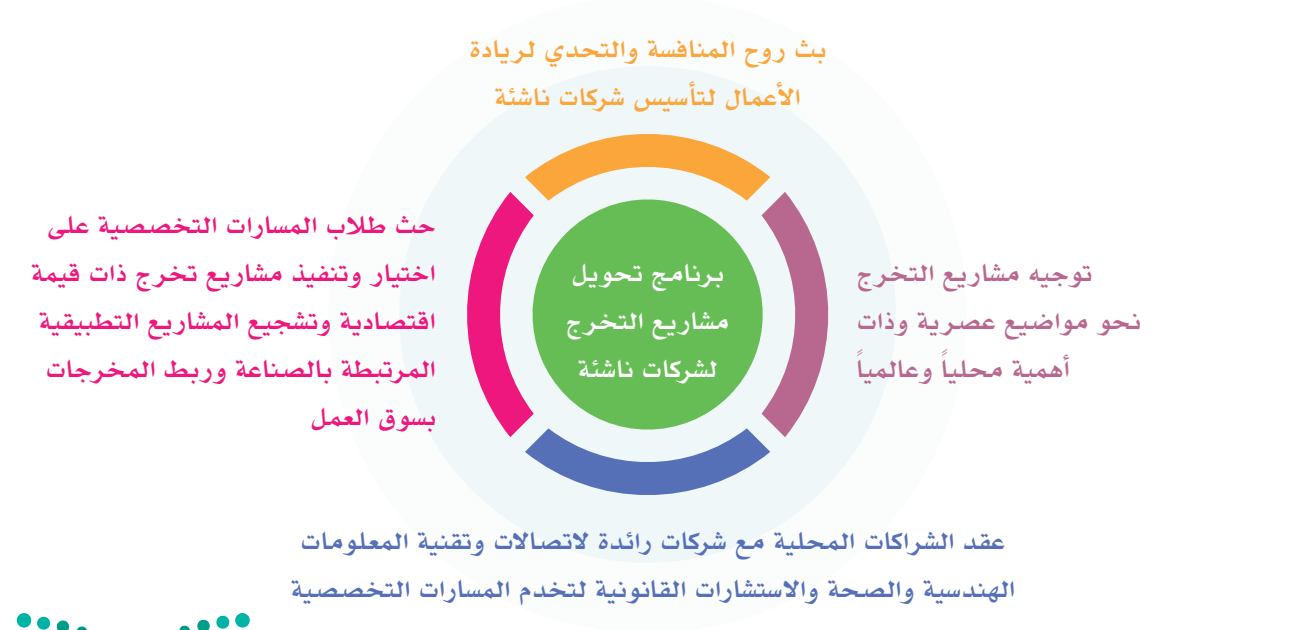 بث روح المنافسة والتحدي لريادة
الأعمال لتأسيس شركات ناشئة
توجيه مشاريع التخرج
نحو مواضيع عصرية وذات
أهمية محلياً وعالمياً
برنامج تحويل
مشاريع التخرج
لشركات ناشئة
حث طلاب المسارات التخصصية على
اختيار وتنفيذ مشاريع تخرج ذات قيمة
اقتصادية وتشجيع المشاريع التطبيقية
المرتبطة بالصناعة وربط المخرجات
بسوق العمل
عقد الشراكات المحلية مع شركات رائدة لاتصالات وتقنية المعلومات
الهندسية والصحة والاستشارات القانونية لتخدم المسارات التخصصية